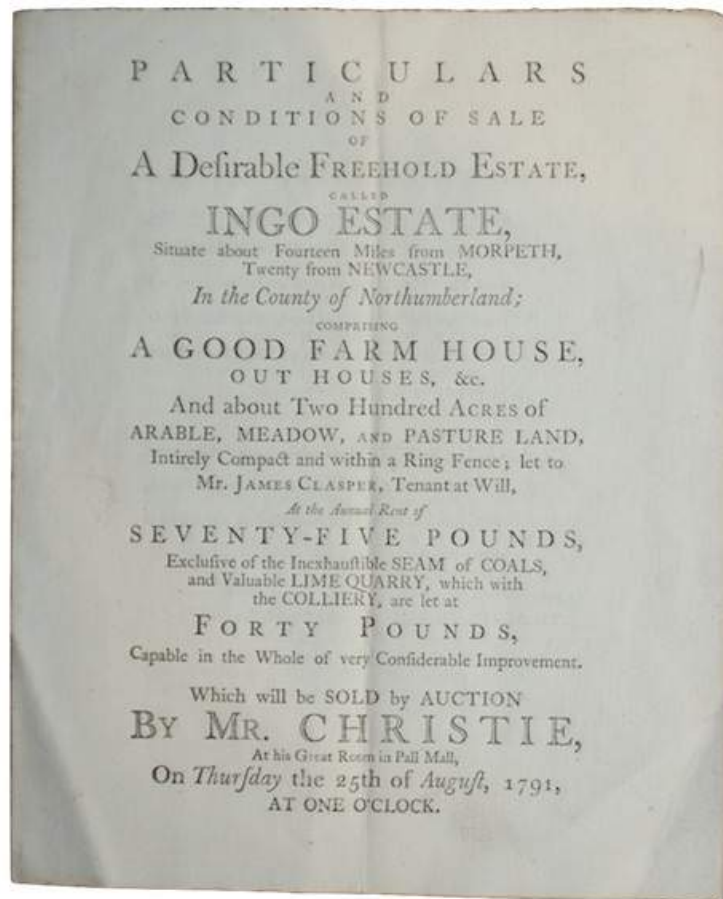 PARTICULARS
AND
CONDITIONS OF SALE
OF
A Deſirable FREEHOLD ESTATE,
CALLED
INGO ESTATE,
Situate about Fourteen Miles from MORPETH,
Twenty from NEWCASTLE,
In the County of Northumberland;
COMPRISING
A GOOD FARM HOUSE,
OUT HOUSES, &c.
And about Two Hundred ACRES of
ARABLE, MEADOW, AND PASTURE LAND,
Intirely Compact and within a Ring Fence; let to
Mr. JAMES CLASPER, Tenant at Will,
At the Annual Rent of
SEVENTY-FIVE POUNDS,
Excluſive of the Inexhauſtible SEAM of COALS,
and Valuable LIME QUARRY, which with
the COLLIERY, are let at
FORTY POUNDS,
Capable in the Whole of very Conſiderable Improvement.
Which will be SOLD by AUCTION
BY MR. CHRISTIE,
At his Great Room in Pall Mall,
On Thurſday the 25th of Auguſt, 1791,
AT ONE O'CLOCK.